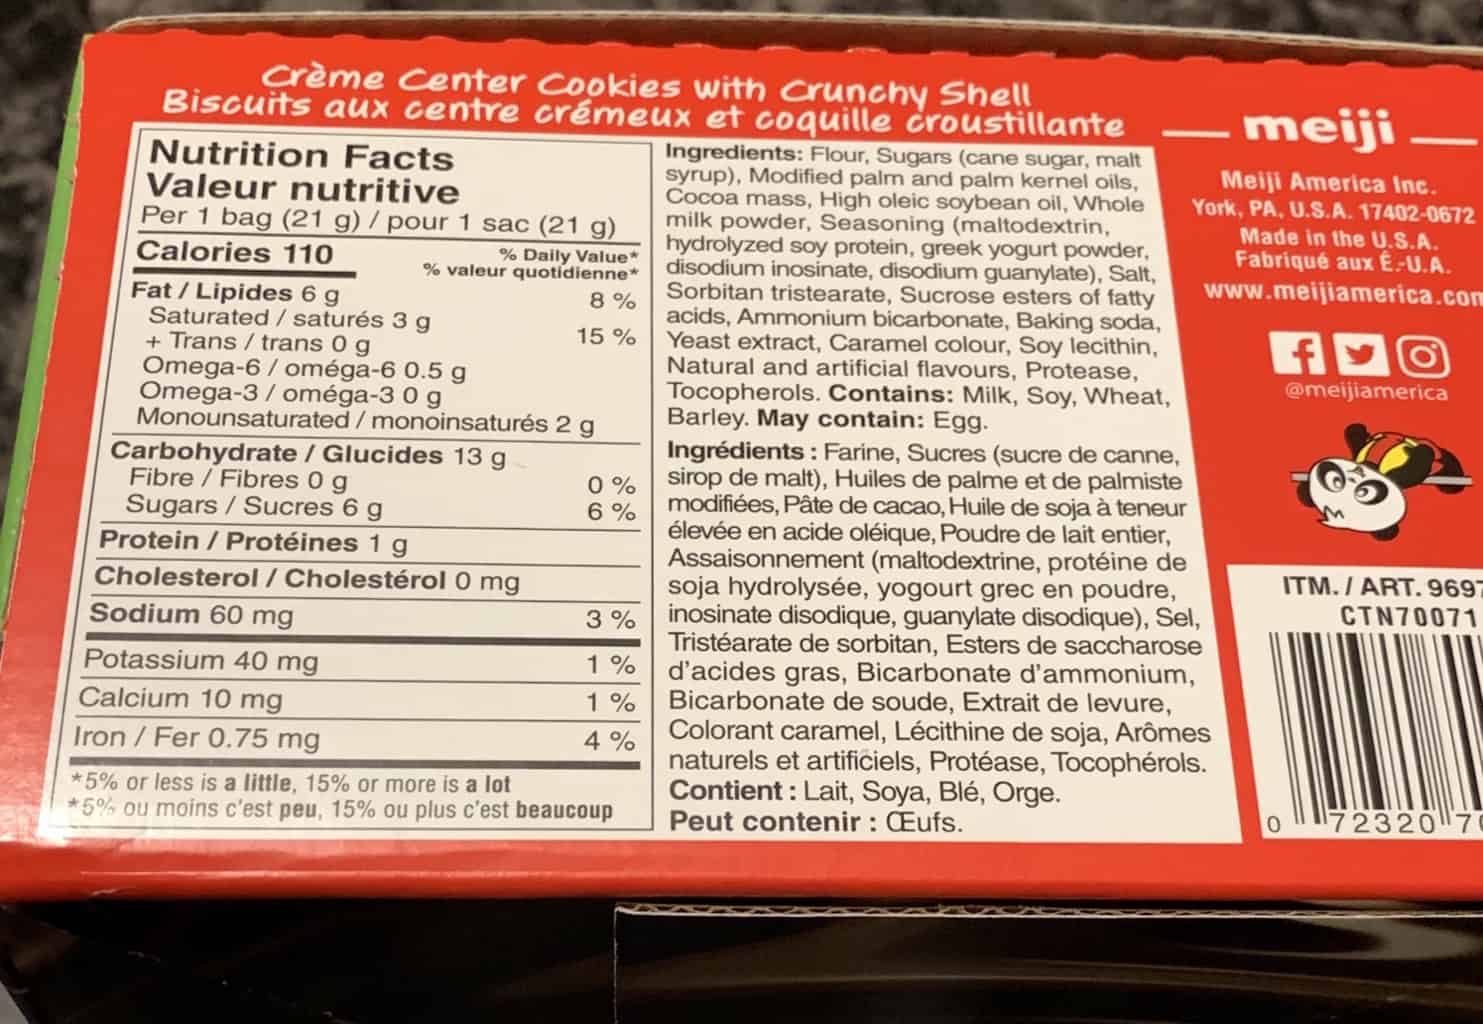 Crème Center Cookies with Crunchy Shell
Biscuits aux centre crémeux et coquille croustillante
Nutrition Facts
Valeur nutritive
Per 1 bag (21 g) / pour 1 sac (21 g)
Calories 110
% Daily Value*
% valeur quotidienne*
Fat / Lipides 6 g 8 %
Saturated / saturés 3 g
+ Trans / trans 0 g 15 %
Omega-6 / oméga-6 0.5 g
Omega-3 / oméga-3 0 g
Monounsaturated / monoinsaturés 2 g
Carbohydrate / Glucides 13 g
Fibre / Fibres 0 g 0 %
Sugars / Sucres 6 g 6 %
Protein / Protéines 1 g
Cholesterol / Cholestérol 0 mg
Sodium 60 mg 3 %
Potassium 40 mg 1 %
Calcium 10 mg 1 %
Iron / Fer 0.75 mg 4 %
*5% or less is a little, 15% or more is a lot
*5% ou moins c'est peu, 15% ou plus c'est beaucoup
Ingredients: Flour, Sugars (cane sugar, malt
syrup), Modified palm and palm kernel oils,
Cocoa mass, High oleic soybean oil, Whole
milk powder, Seasoning (maltodextrin,
hydrolyzed soy protein, greek yogurt powder,
disodium inosinate, disodium guanylate), Salt,
Sorbitan tristearate, Sucrose esters of fatty
acids, Ammonium bicarbonate, Baking soda,
Yeast extract, Caramel colour, Soy lecithin,
Natural and artificial flavours, Protease,
Tocopherols. Contains: Milk, Soy, Wheat,
Barley. May contain: Egg.
Ingrédients : Farine, Sucres (sucre de canne,
sirop de malt), Huiles de palme et de palmiste
modifiées, Pâte de cacao, Huile de soja à teneur
élevée en acide oléique, Poudre de lait entier,
Assaisonnement (maltodextrine, protéine de
soja hydrolysée, yogourt grec en poudre,
inosinate disodique, guanylate disodique), Sel,
Tristéarate de sorbitan, Esters de saccharose
d'acides gras, Bicarbonate d'ammonium,
Bicarbonate de soude, Extrait de levure,
Colorant caramel, Lécithine de soja, Arômes
naturels et artificiels, Protéase, Tocophérols.
Contient : Lait, Soya, Blé, Orge.
Peut contenir : Œufs.
meiji
Meiji America Inc.
York, PA, U.S.A. 17402-0672
Made in the U.S.A.
Fabriqué aux É.-U.A.
www.meijiamerica.com
@meijiamerica
ITM. / ART. 9697
CTN70071
0 72320 7